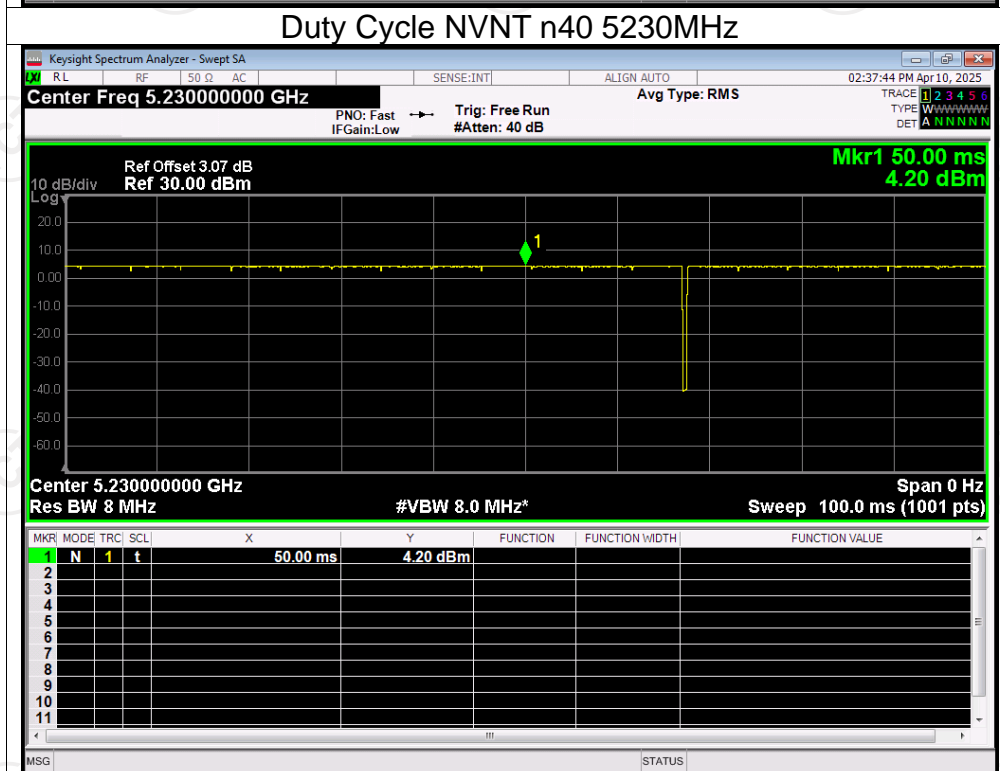 Duty Cycle NVNT n40 5230MHz
Keysight Spectrum Analyzer - Swept SA
LXI RL RF 50 Ω AC SENSE:INT ALIGN AUTO 02:37:44 PM Apr 10, 2025
Center Freq 5.230000000 GHz Avg Type: RMS TRACE 1 2 3 4 5 6
PNO: Fast Trig: Free Run TYPE WWWWWW
IFGain:Low #Atten: 40 dB DET A N N N N N
Mkr1 50.00 ms
Ref Offset 3.07 dB
10 dB/div Ref 30.00 dBm 4.20 dBm
Log
20.0
1
10.0
0.00
-10.0
-20.0
-30.0
-40.0
-50.0
-60.0
Center 5.230000000 GHz Span 0 Hz
Res BW 8 MHz #VBW 8.0 MHz* Sweep 100.0 ms (1001 pts)
MKR MODE TRC SCL X Y FUNCTION FUNCTION WIDTH FUNCTION VALUE
1 N 1 t 50.00 ms 4.20 dBm
2
3
4
5
6
7
8
9
10
11
MSG STATUS